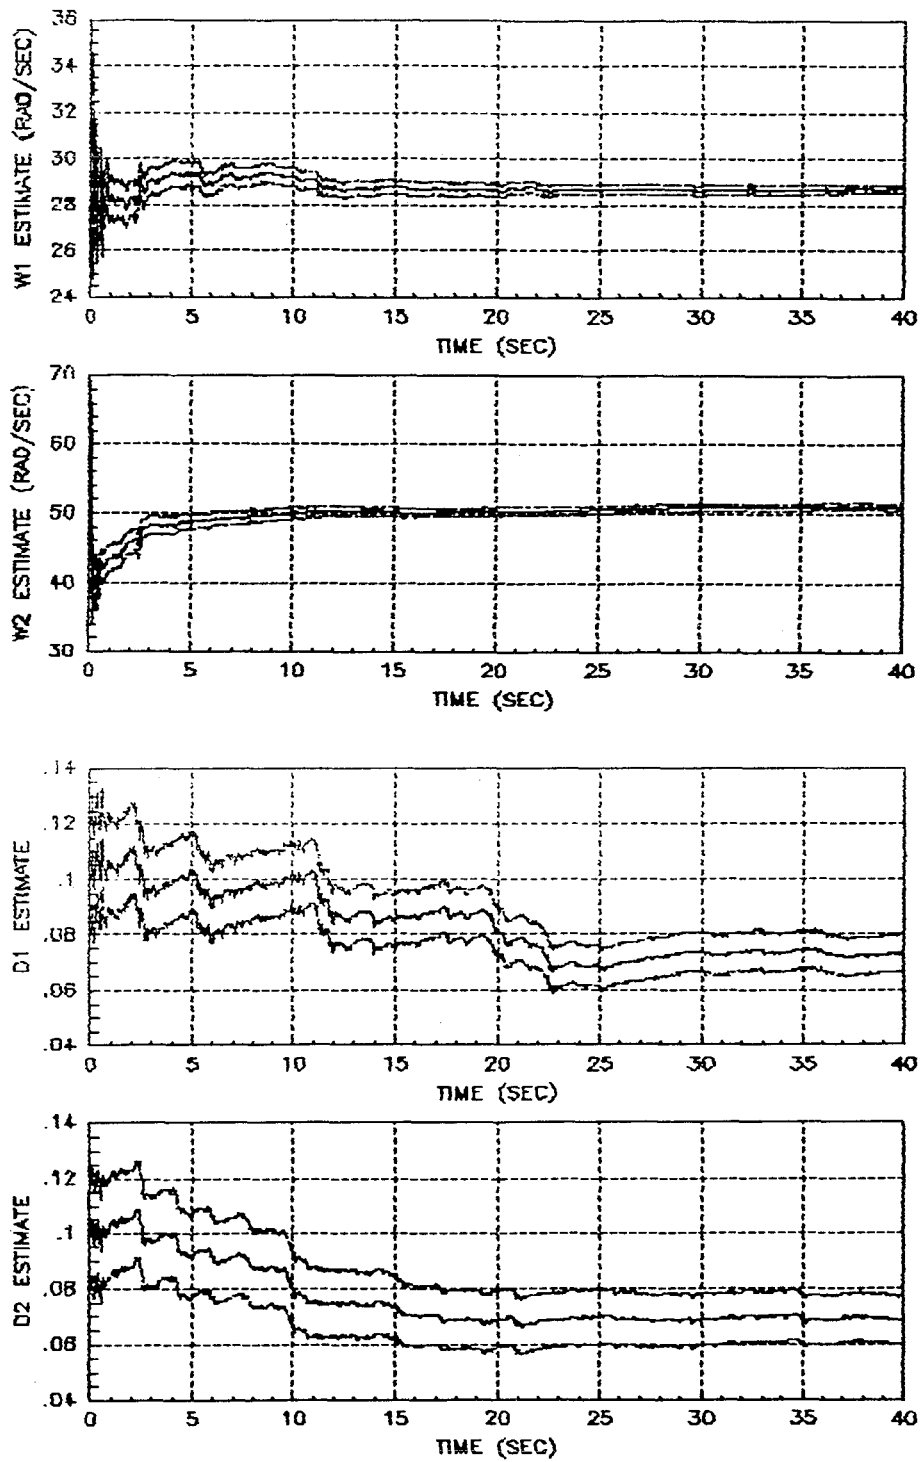 36
34
32
30
28
26
24
W1 ESTIMATE (RAD/SEC)
0 5 10 15 20 25 30 35 40
TIME (SEC)
70
60
50
40
30
W2 ESTIMATE (RAD/SEC)
0 5 10 15 20 25 30 35 40
TIME (SEC)
.14
.12
.1
.08
.06
.04
D1 ESTIMATE
0 5 10 15 20 25 30 35 40
TIME (SEC)
.14
.12
.1
.08
.06
.04
D2 ESTIMATE
0 5 10 15 20 25 30 35 40
TIME (SEC)